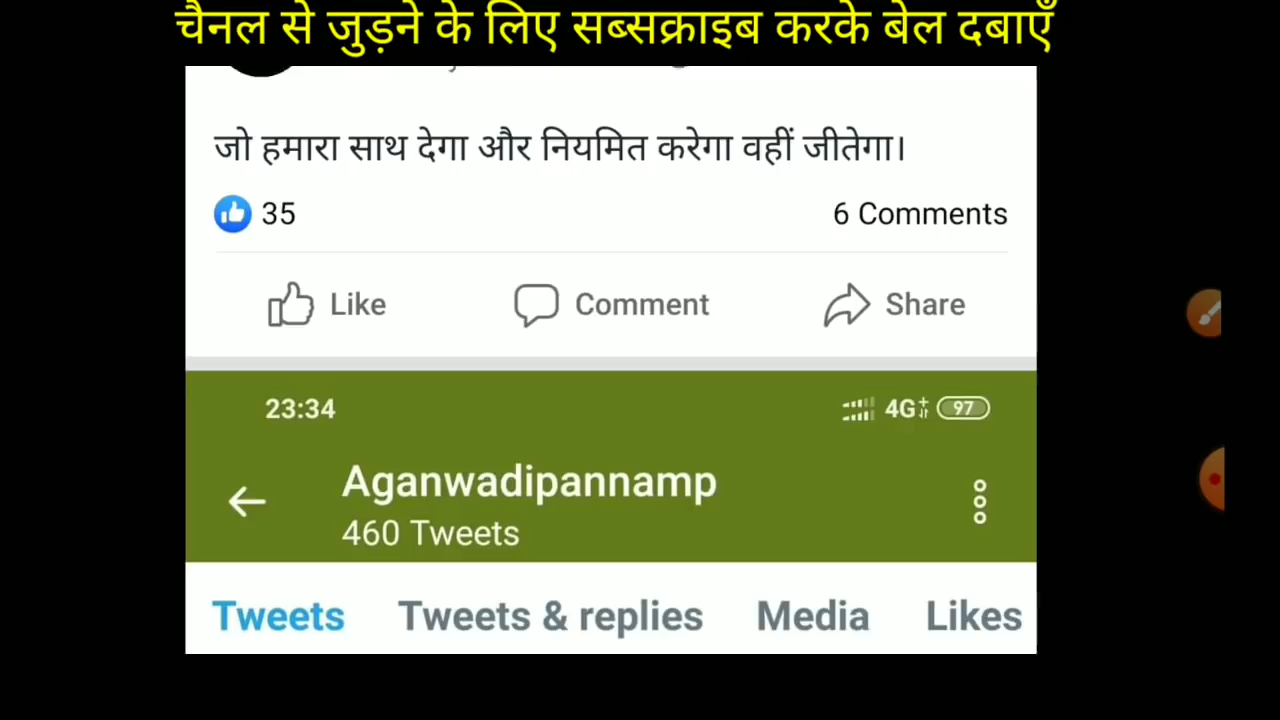 चैनल से जुड़ने के लिए सब्सक्राइब करके बेल दबाएँ
जो हमारा साथ देगा और नियमित करेगा वहीं जीतेगा।
35 6 Comments
Like Comment Share
23:34 4G+ 97
Aganwadipannamp
460 Tweets
Tweets Tweets & replies Media Likes